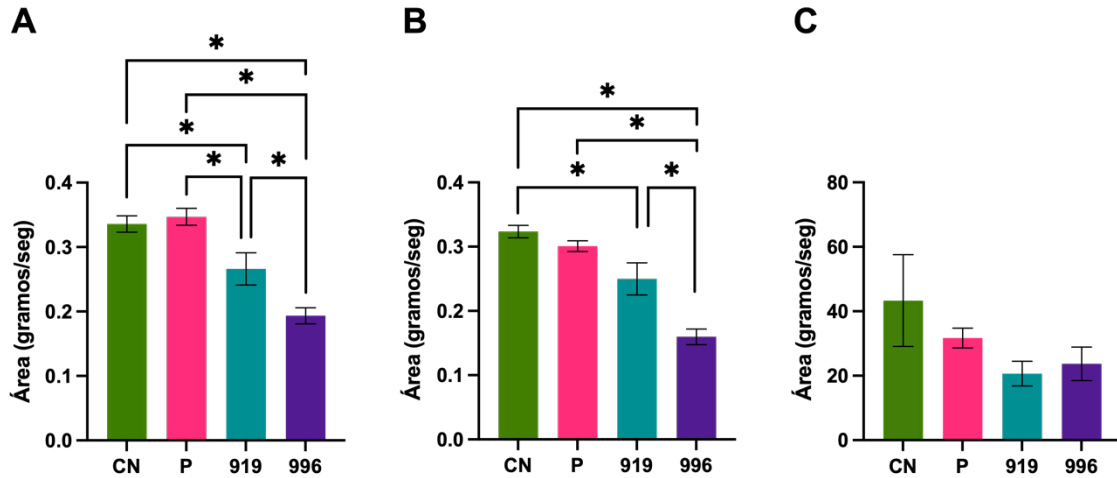 A
* * * * *
0.4
0.3
0.2
0.1
0.0
Área (gramos/seg)
CN P 919 996
B
* * * *
0.4
0.3
0.2
0.1
0.0
Área (gramos/seg)
CN P 919 996
C
80
60
40
20
0
Área (gramos/seg)
CN P 919 996